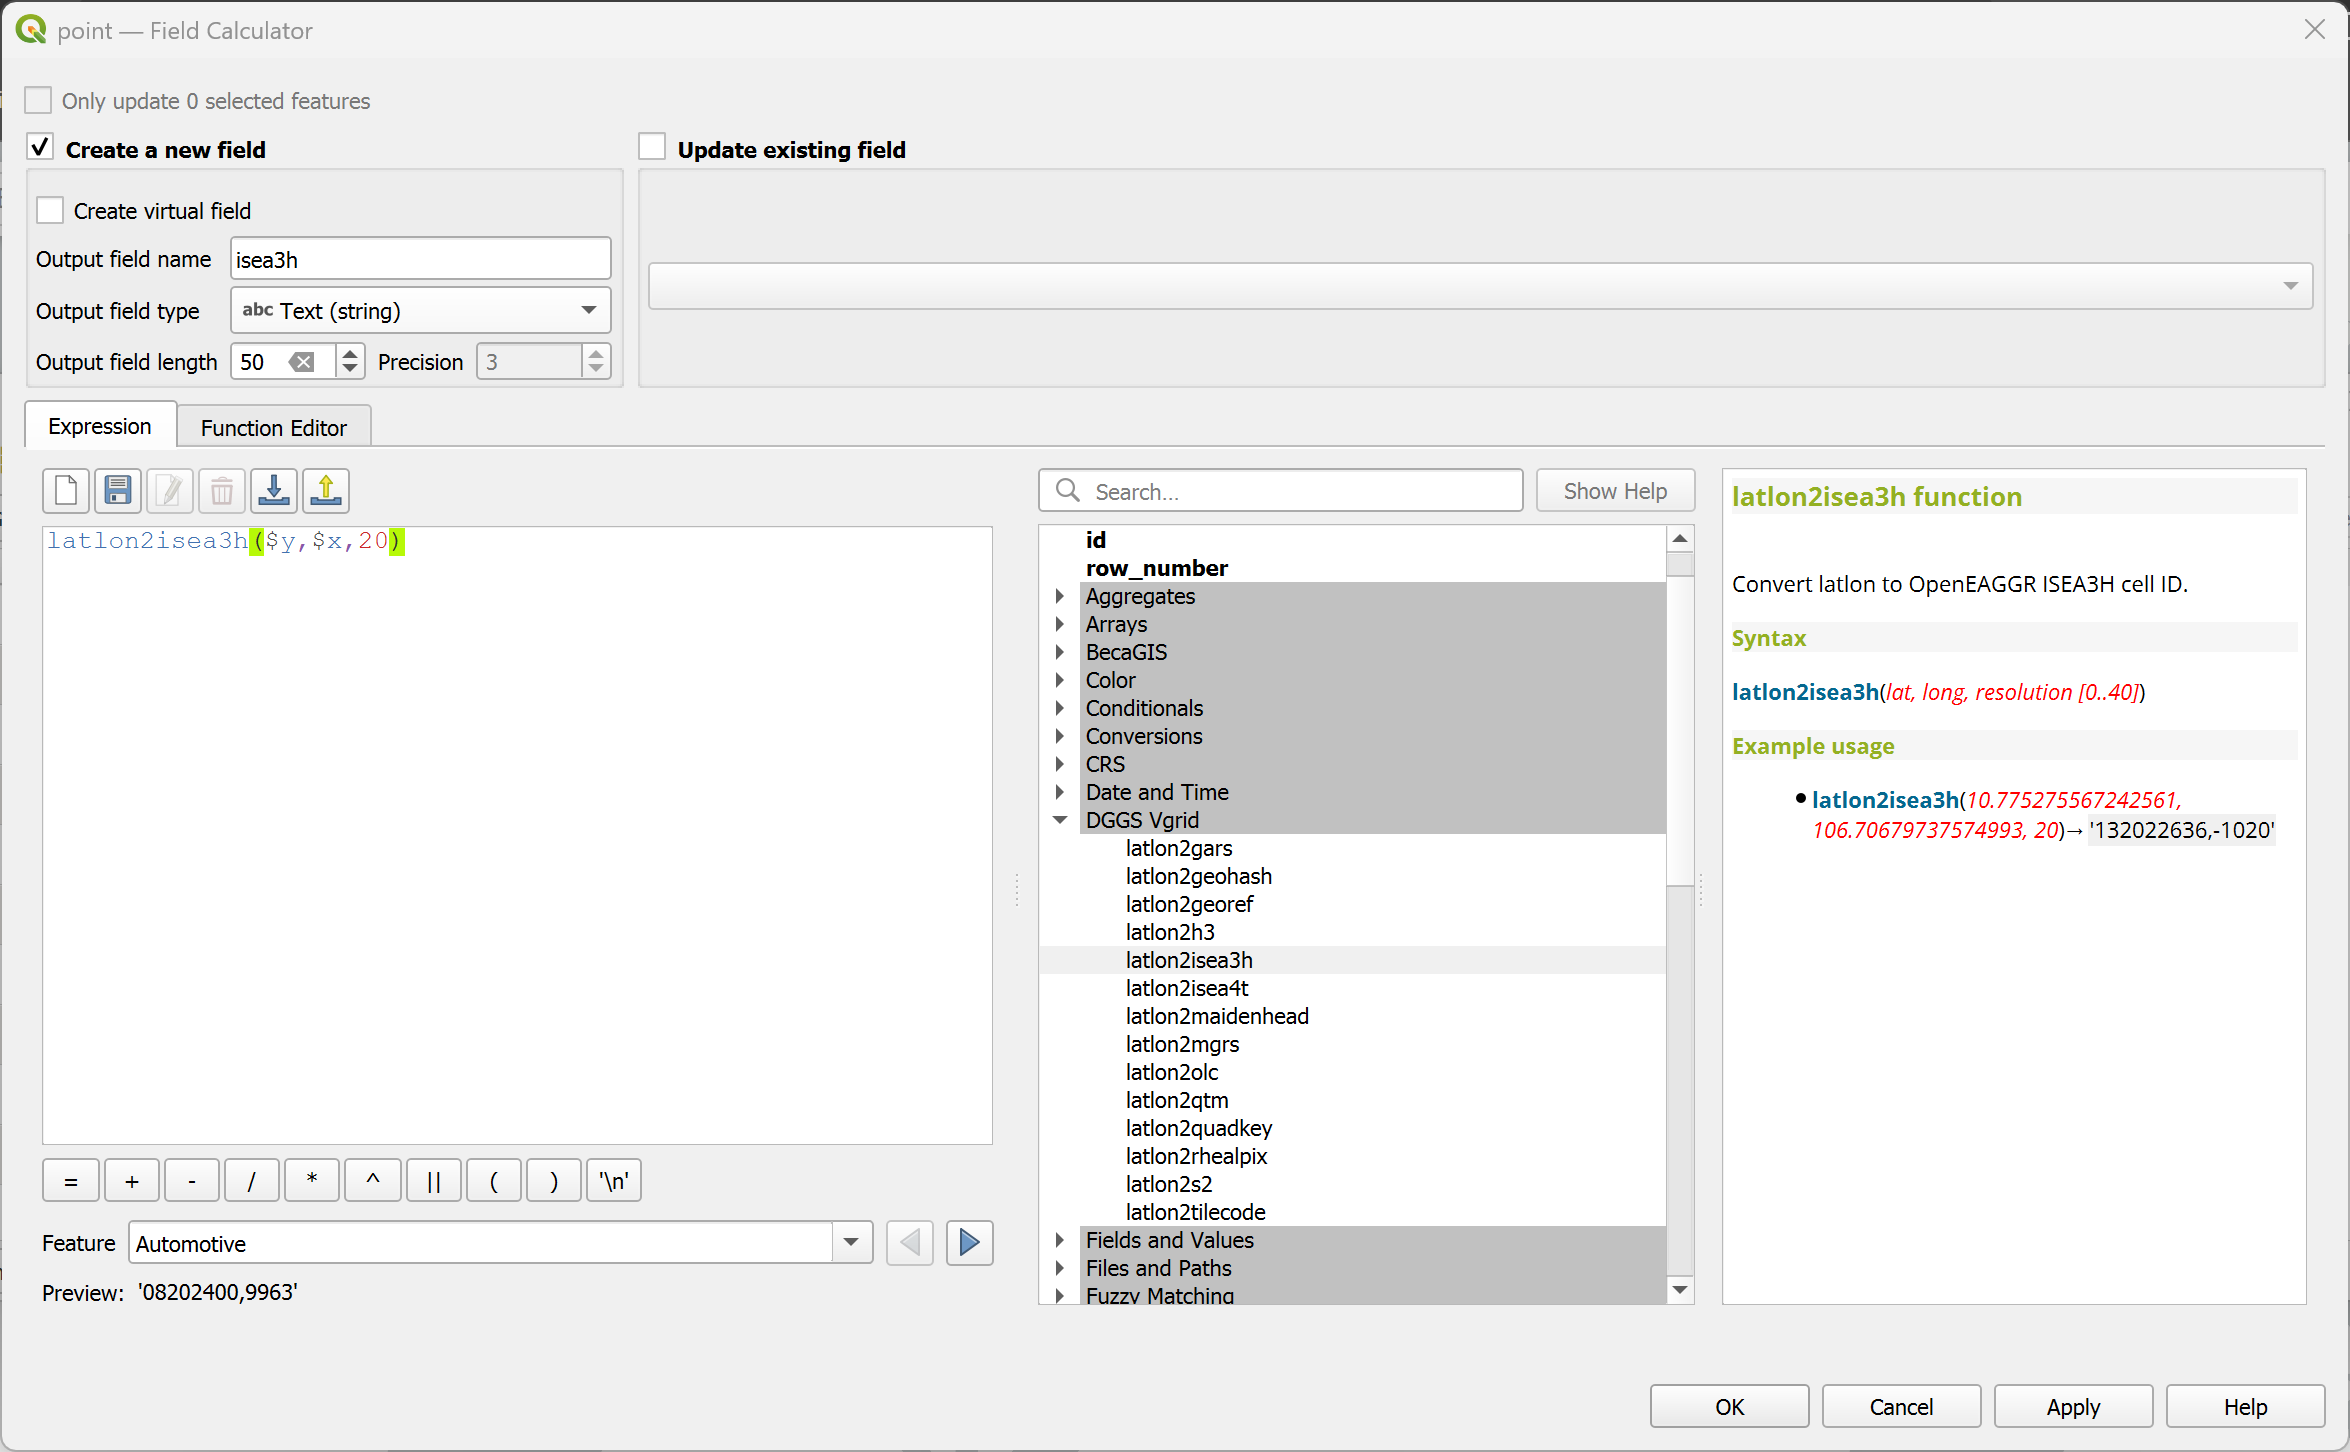 point — Field Calculator
Only update 0 selected features
Create a new field
Update existing field
Create virtual field
Output field name isea3h
Output field type abc Text (string)
Output field length 50 Precision 3
Expression
Function Editor
latlon2isea3h($y,$x,20)
= + - / * ^ || ( ) '\n'
Feature Automotive
Preview: '08202400,9963'
Search...
Show Help
id
row_number
Aggregates
Arrays
BecaGIS
Color
Conditionals
Conversions
CRS
Date and Time
DGGS Vgrid
latlon2gars
latlon2geohash
latlon2georef
latlon2h3
latlon2isea3h
latlon2isea4t
latlon2maidenhead
latlon2mgrs
latlon2olc
latlon2qtm
latlon2quadkey
latlon2rhealpix
latlon2s2
latlon2tilecode
Fields and Values
Files and Paths
Fuzzy Matching
latlon2isea3h function
Convert latlon to OpenEAGGR ISEA3H cell ID.
Syntax
latlon2isea3h(lat, long, resolution [0..40])
Example usage
• latlon2isea3h(10.775275567242561,
106.70679737574993, 20)→ '132022636,-1020'
OK
Cancel
Apply
Help